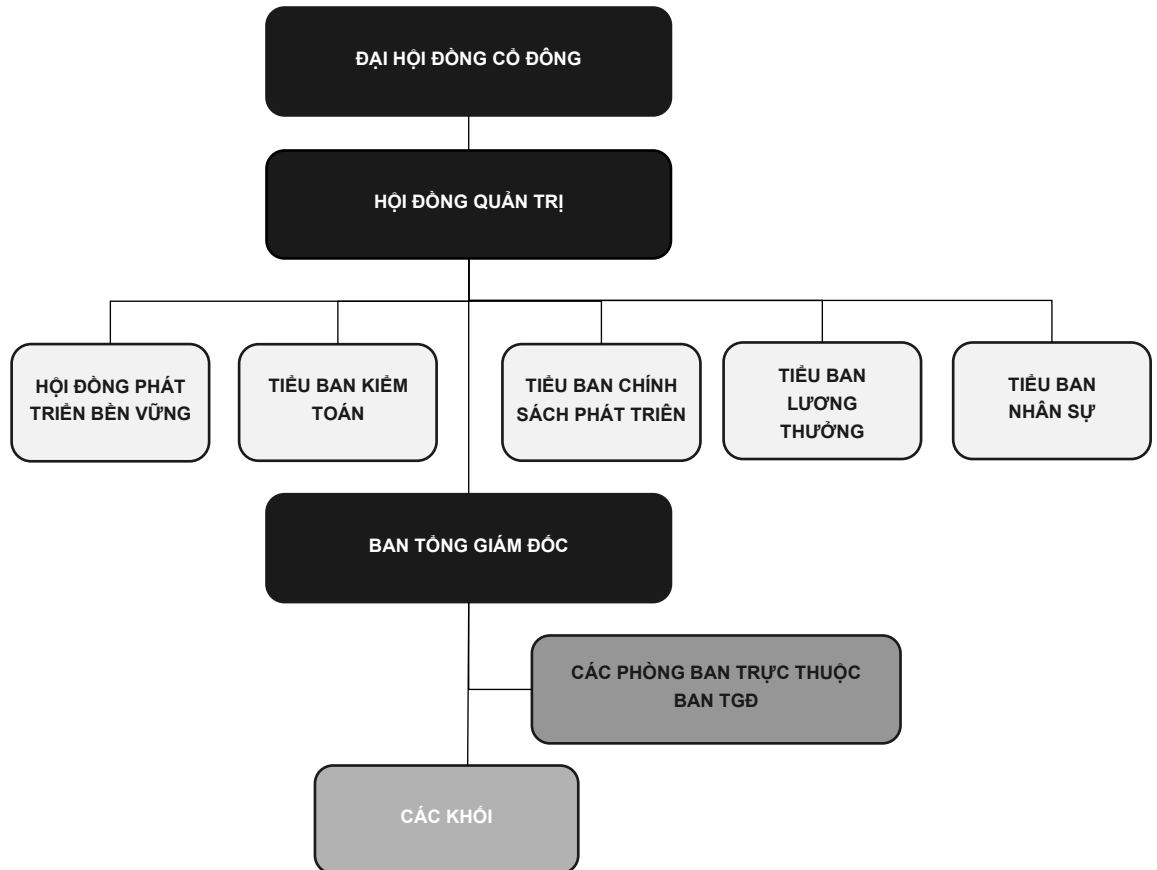 ĐẠI HỘI ĐỒNG CỔ ĐÔNG
HỘI ĐỒNG QUẢN TRỊ
HỘI ĐỒNG PHÁT
TRIỂN BỀN VỮNG
TIỂU BAN KIỂM
TOÁN
TIỂU BAN CHÍNH
SÁCH PHÁT TRIÊN
TIỂU BAN
LƯƠNG
THƯỞNG
TIỂU BAN
NHÂN SỰ
BAN TỔNG GIÁM ĐỐC
CÁC PHÒNG BAN TRỰC THUỘC
BAN TGĐ
CÁC KHỐI